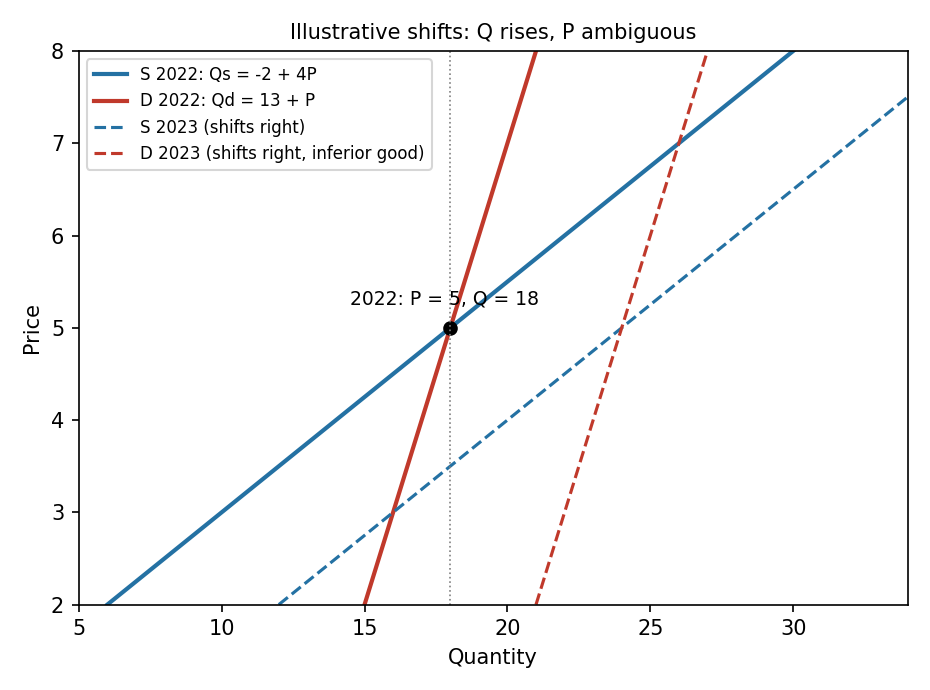 Illustrative shifts: Q rises, P ambiguous
S 2022: Qs = -2 + 4P
D 2022: Qd = 13 + P
S 2023 (shifts right)
D 2023 (shifts right, inferior good)
2022: P = 5, Q = 18
Price
8
7
6
5
4
3
2
5 10 15 20 25 30
Quantity